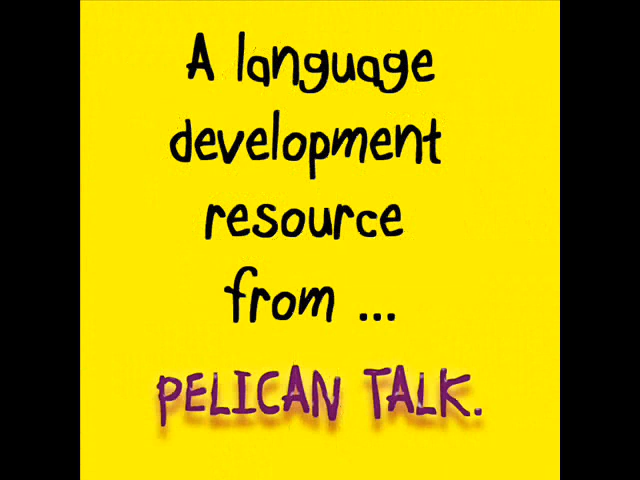 A language
development
resource
from ...
PELICAN TALK.